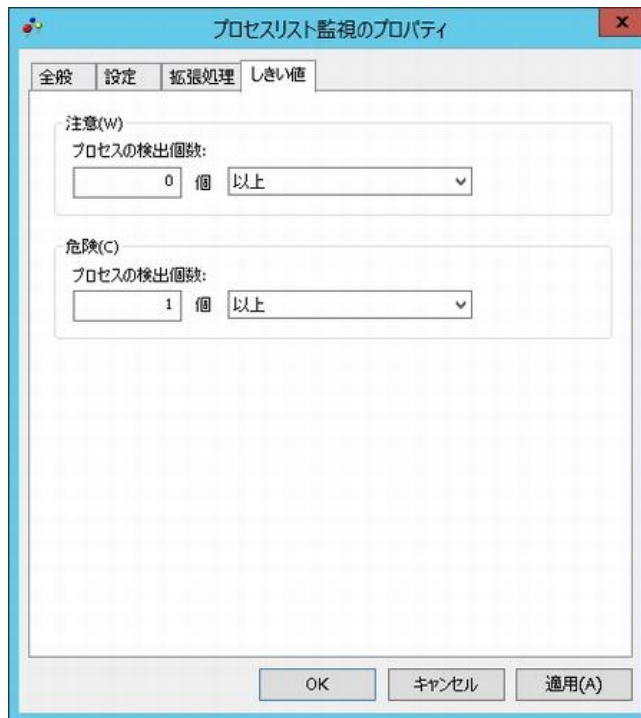 プロセスリスト監視のプロパティ
x
全般 設定 拡張処理 しきい値
注意(W)
プロセスの検出個数:
0 個 以上
危険(C)
プロセスの検出個数:
1 個 以上
OK キャンセル 適用(A)